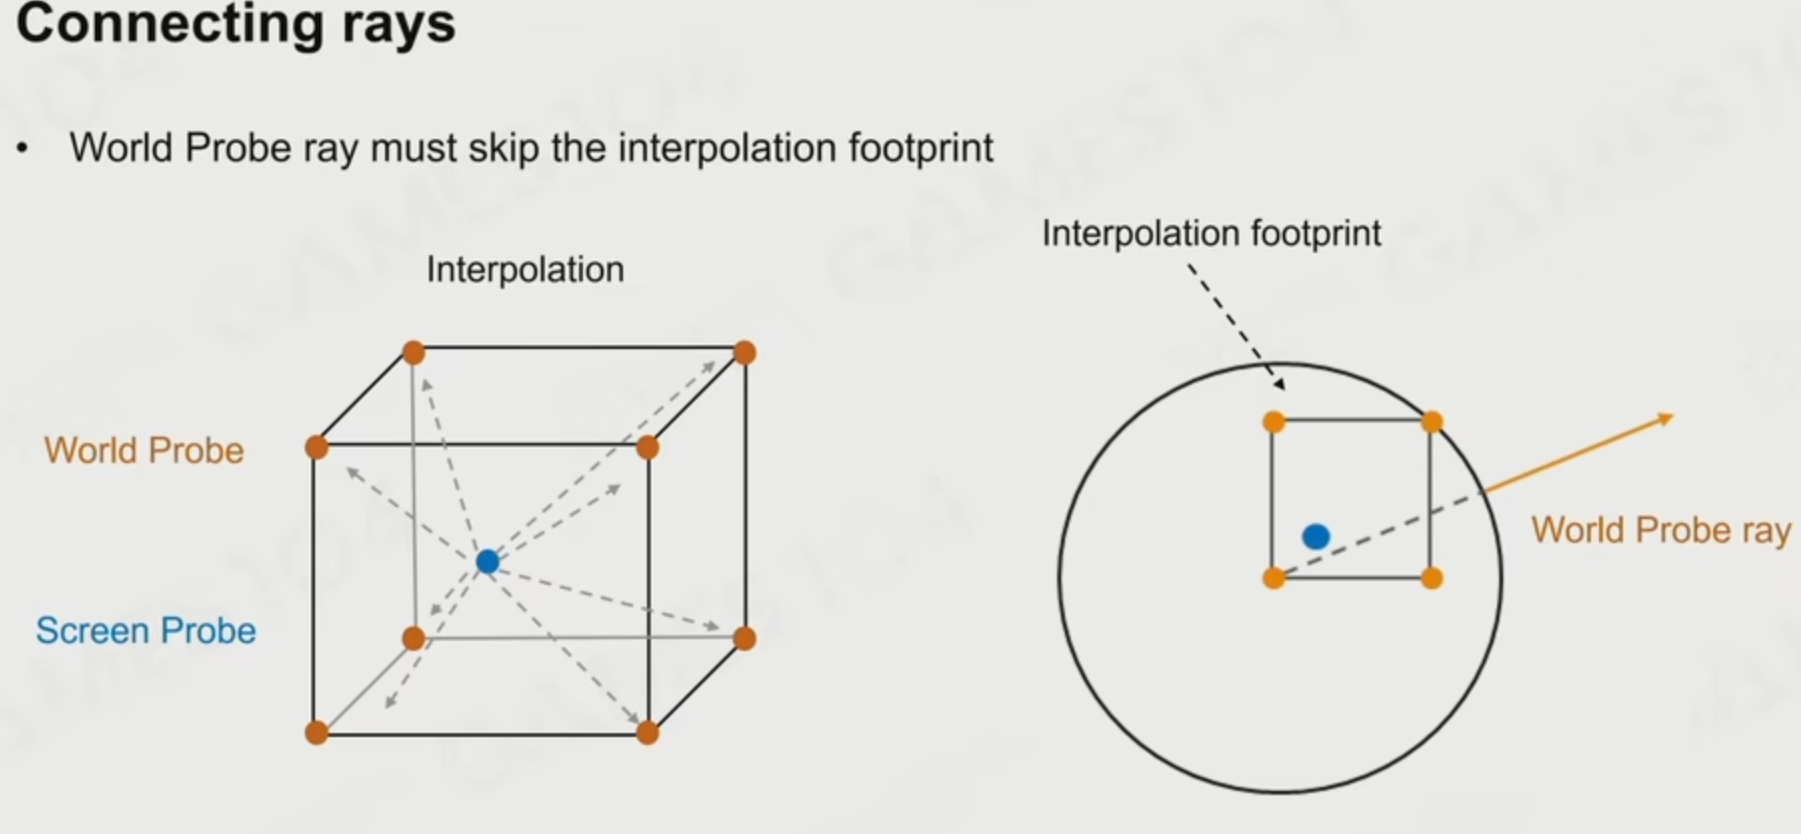 Connecting rays
• World Probe ray must skip the interpolation footprint
Interpolation footprint
Interpolation
World Probe
World Probe ray
Screen Probe
GAMES104